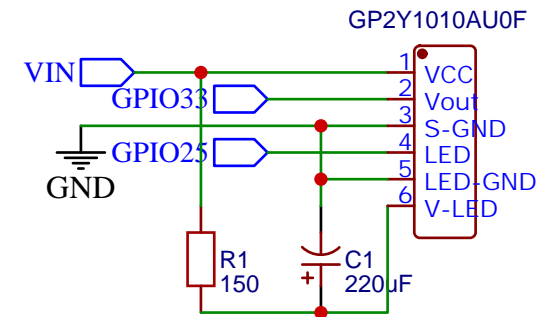 GP2Y1010AU0F
VIN
1 VCC
GPIO33
2 Vout
3 S-GND
GPIO25
4 LED
GND
5 LED-GND
6 V-LED
R1
150
C1
+
220uF